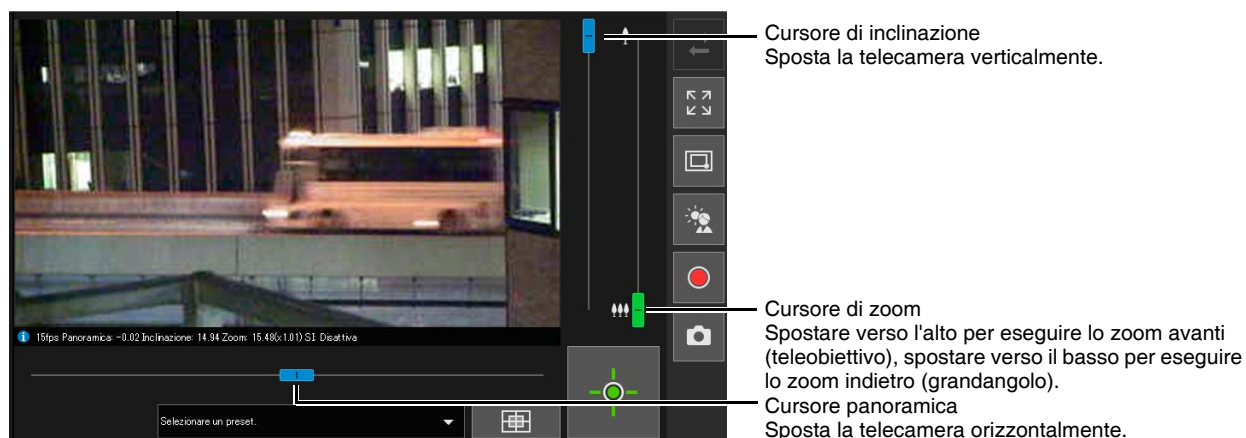 Cursore di inclinazione
Sposta la telecamera verticalmente.
15fps Panoramica: -0.02 Inclinazione: 14.94 Zoom: 15.48(x1.01) SI: Disattiva
Cursore di zoom
Spostare verso l'alto per eseguire lo zoom avanti
(teleobiettivo), spostare verso il basso per eseguire
lo zoom indietro (grandangolo).
Cursore panoramica
Sposta la telecamera orizzontalmente.
Selezionare un preset.